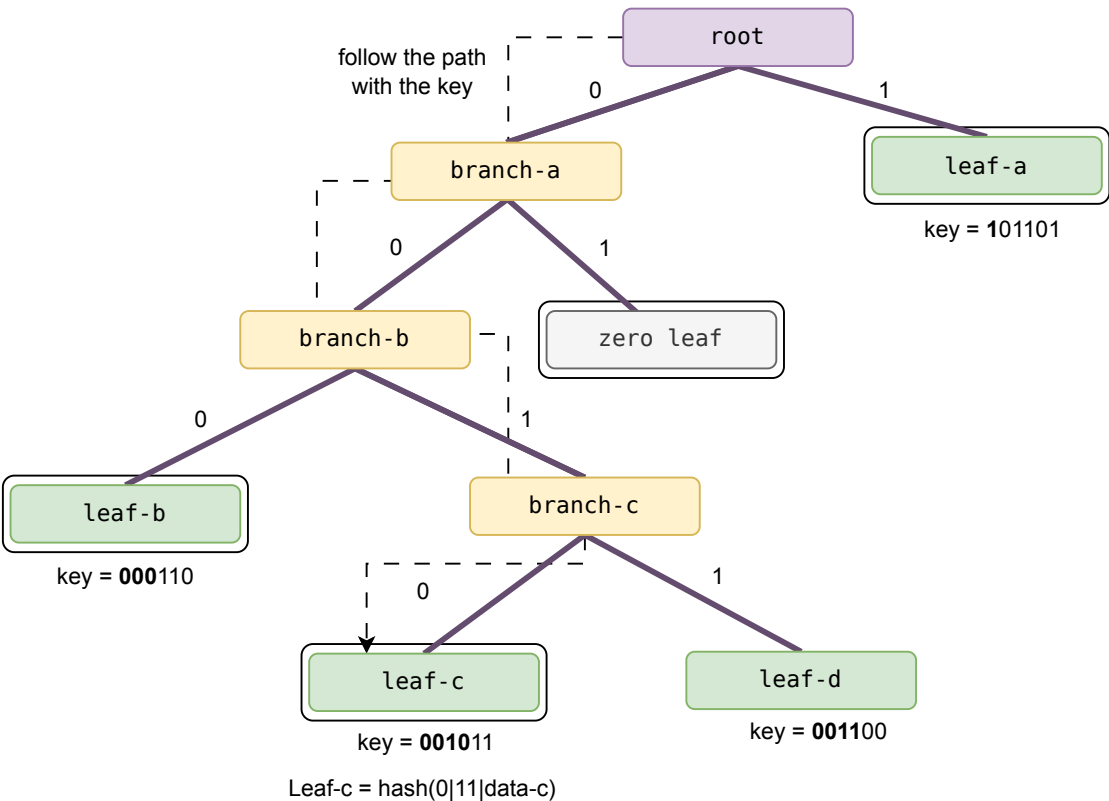 root
follow the path
with the key
0
1
branch-a
leaf-a
key = 101101
0
1
branch-b
zero leaf
0
1
leaf-b
branch-c
key = 000110
0
1
leaf-c
leaf-d
key = 001011
key = 001100
Leaf-c = hash(0|11|data-c)